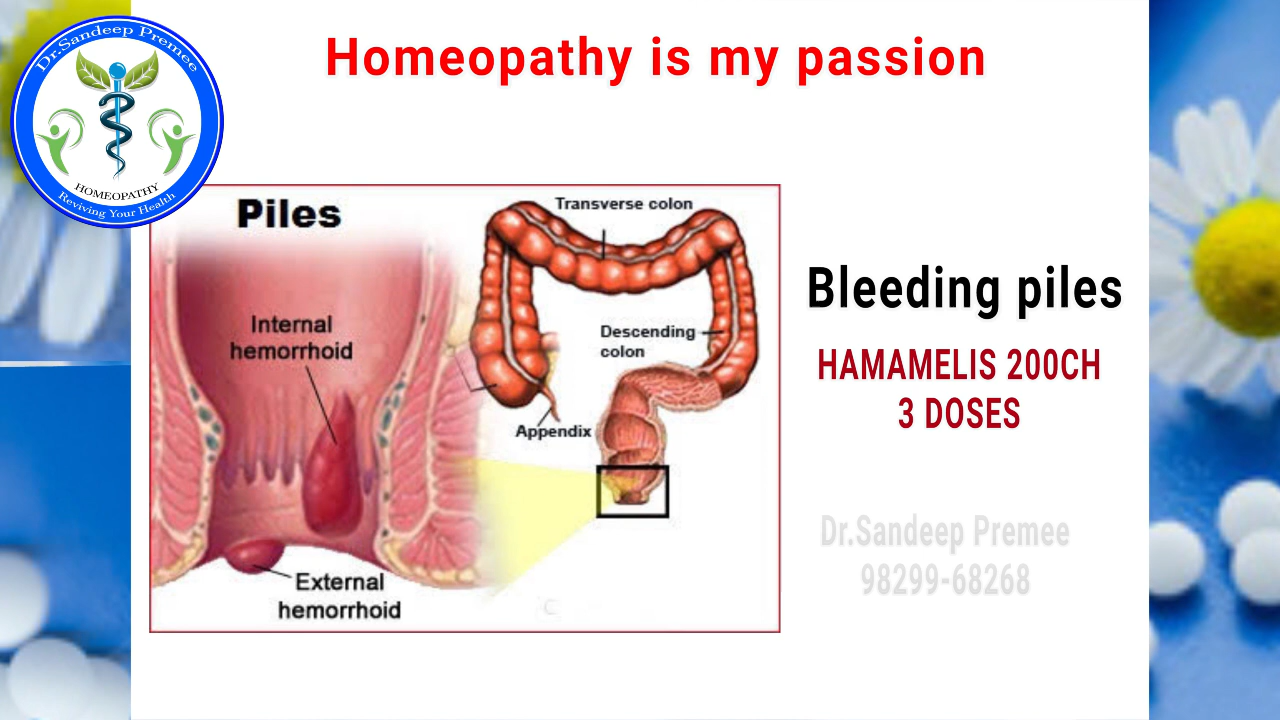 Dr.Sandeep Premee
HOMEOPATHY
Reviving Your Health
Homeopathy is my passion
Piles
Internal
hemorrhoid
External
hemorrhoid
Transverse colon
Descending
colon
Appendix
Bleeding piles
HAMAMELIS 200CH
3 DOSES
Dr.Sandeep Premee
98299-68268